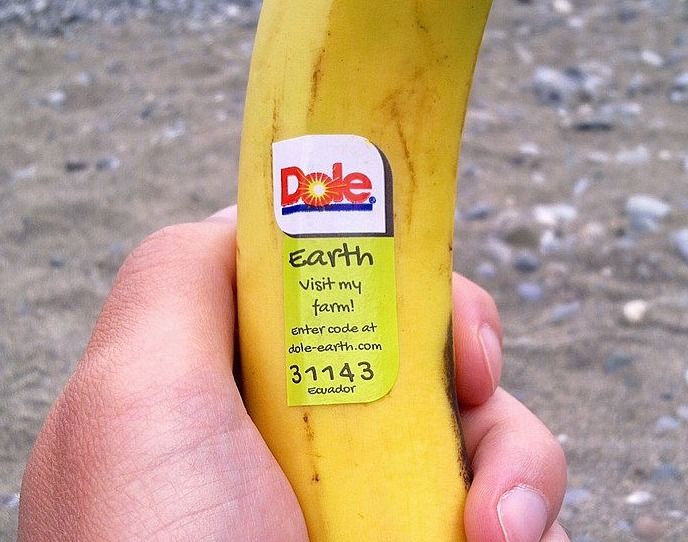 Dole
Earth
Visit my
farm!
Enter code at
dole-earth.com
31143
Ecuador